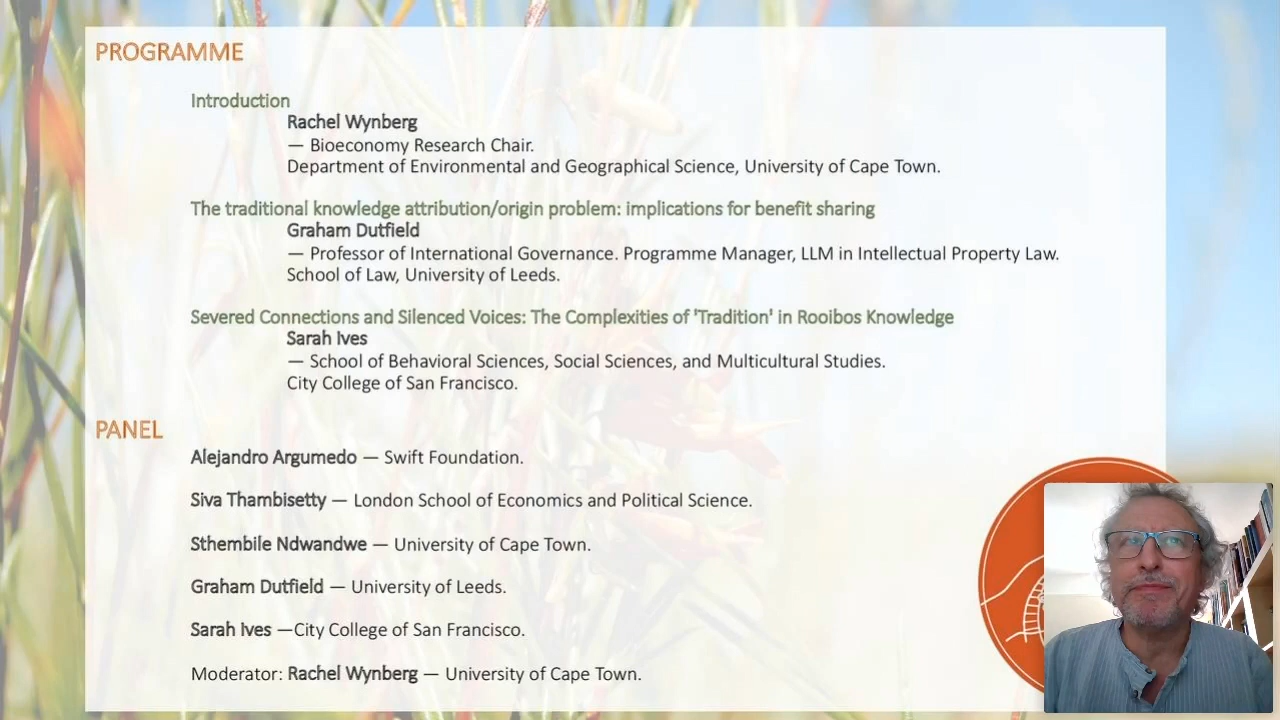 PROGRAMME
Introduction
Rachel Wynberg
— Bioeconomy Research Chair.
Department of Environmental and Geographical Science, University of Cape Town.
The traditional knowledge attribution/origin problem: implications for benefit sharing
Graham Dutfield
— Professor of International Governance. Programme Manager, LLM in Intellectual Property Law.
School of Law, University of Leeds.
Severed Connections and Silenced Voices: The Complexities of 'Tradition' in Rooibos Knowledge
Sarah Ives
— School of Behavioral Sciences, Social Sciences, and Multicultural Studies.
City College of San Francisco.
PANEL
Alejandro Argumedo — Swift Foundation.
Siva Thambisetty — London School of Economics and Political Science.
Sthembile Ndwandwe — University of Cape Town.
Graham Dutfield — University of Leeds.
Sarah Ives —City College of San Francisco.
Moderator: Rachel Wynberg — University of Cape Town.